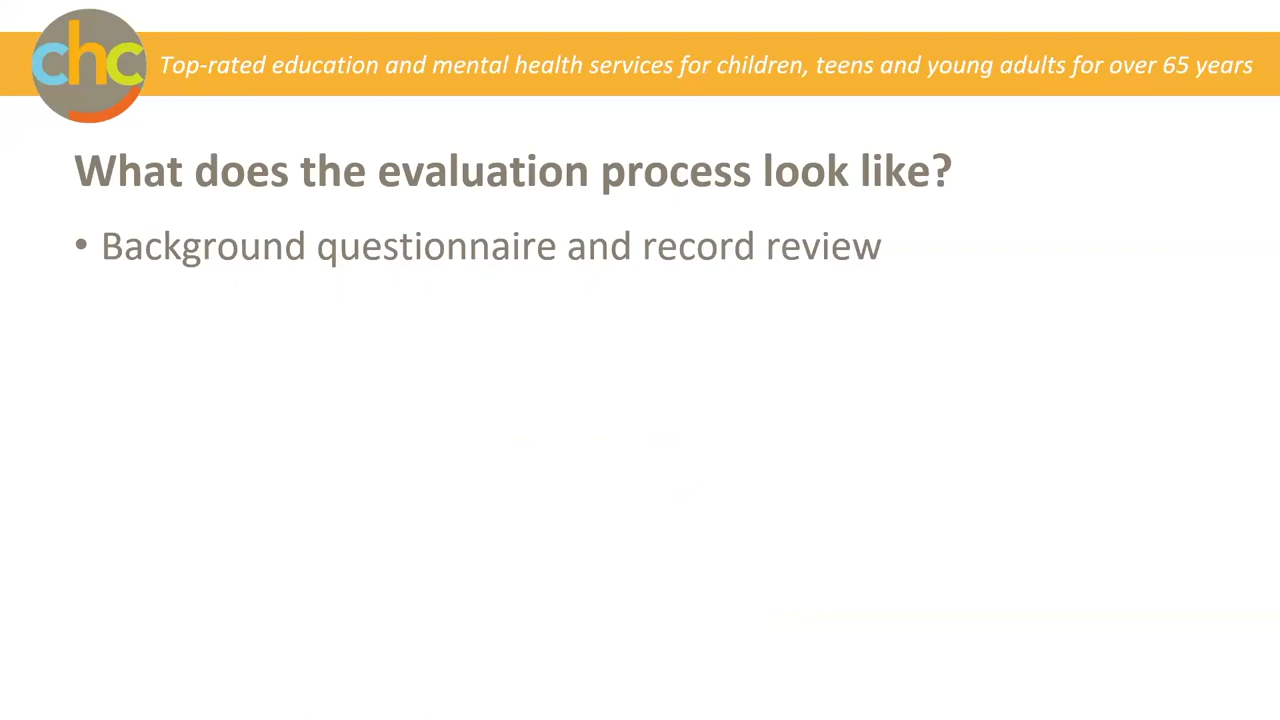 chc
Top-rated education and mental health services for children, teens and young adults for over 65 years
What does the evaluation process look like?
• Background questionnaire and record review